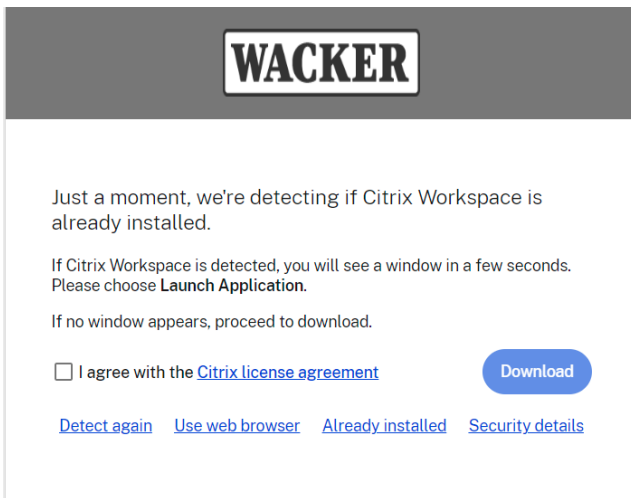 WACKER
Just a moment, we're detecting if Citrix Workspace is
already installed.
If Citrix Workspace is detected, you will see a window in a few seconds.
Please choose Launch Application.
If no window appears, proceed to download.
I agree with the Citrix license agreement
Download
Detect again Use web browser Already installed Security details